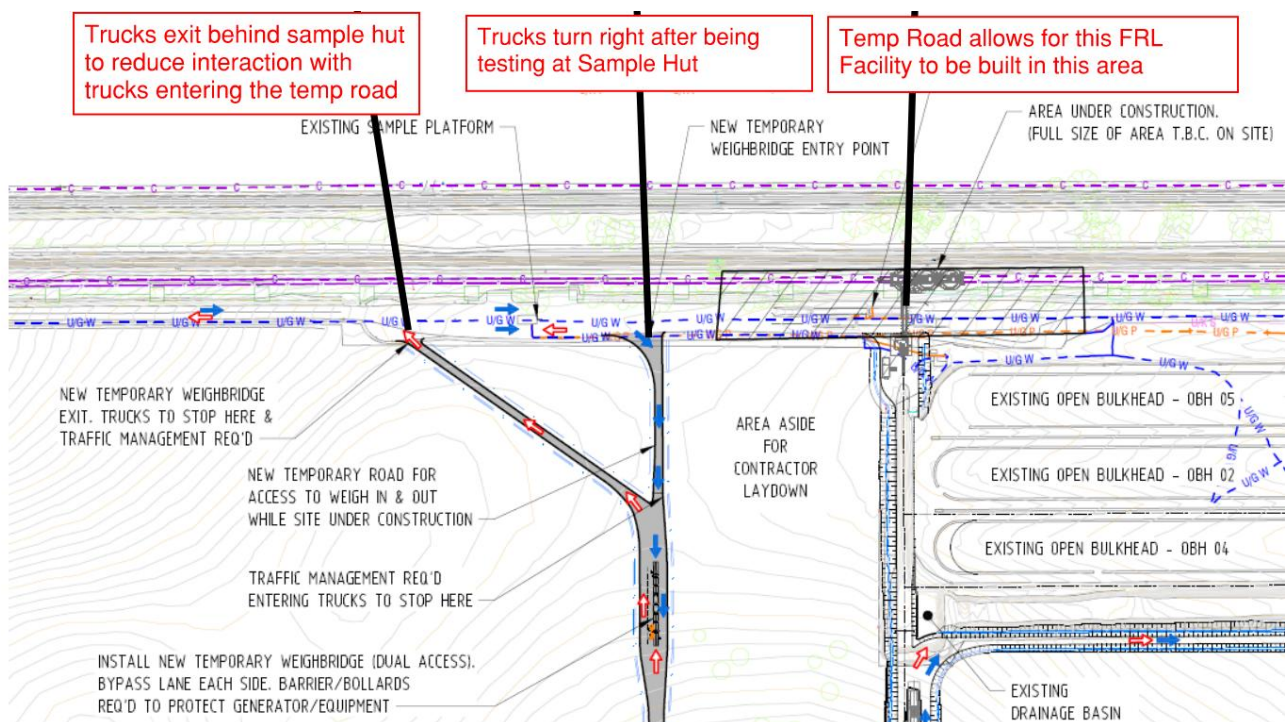 Trucks exit behind sample hut
to reduce interaction with
trucks entering the temp road
Trucks turn right after being
testing at Sample Hut
Temp Road allows for this FRL
Facility to be built in this area
EXISTING SAMPLE PLATFORM
NEW TEMPORARY
WEIGHBRIDGE ENTRY POINT
AREA UNDER CONSTRUCTION.
(FULL SIZE OF AREA T.B.C. ON SITE)
C C C C C C C C C C C C
C C C C C C C C C C
U/G W U/G W U/G W U/G W U/G W U/G W U/G W U/G W U/G W U/G W U/G W
U/G W U/G W U/G P U/G P U/G P
NEW TEMPORARY WEIGHBRIDGE
EXIT. TRUCKS TO STOP HERE &
TRAFFIC MANAGEMENT REQ'D
U/G W U/G W
U/G W
U/G
U/G W
EXISTING OPEN BULKHEAD - OBH 05
AREA ASIDE
FOR
CONTRACTOR
LAYDOWN
NEW TEMPORARY ROAD FOR
ACCESS TO WEIGH IN & OUT
WHILE SITE UNDER CONSTRUCTION
EXISTING OPEN BULKHEAD - OBH 02
EXISTING OPEN BULKHEAD - OBH 04
TRAFFIC MANAGEMENT REQ'D
ENTERING TRUCKS TO STOP HERE
INSTALL NEW TEMPORARY WEIGHBRIDGE (DUAL ACCESS).
BYPASS LANE EACH SIDE. BARRIER/BOLLARDS
REQ'D TO PROTECT GENERATOR/EQUIPMENT
EXISTING
DRAINAGE BASIN